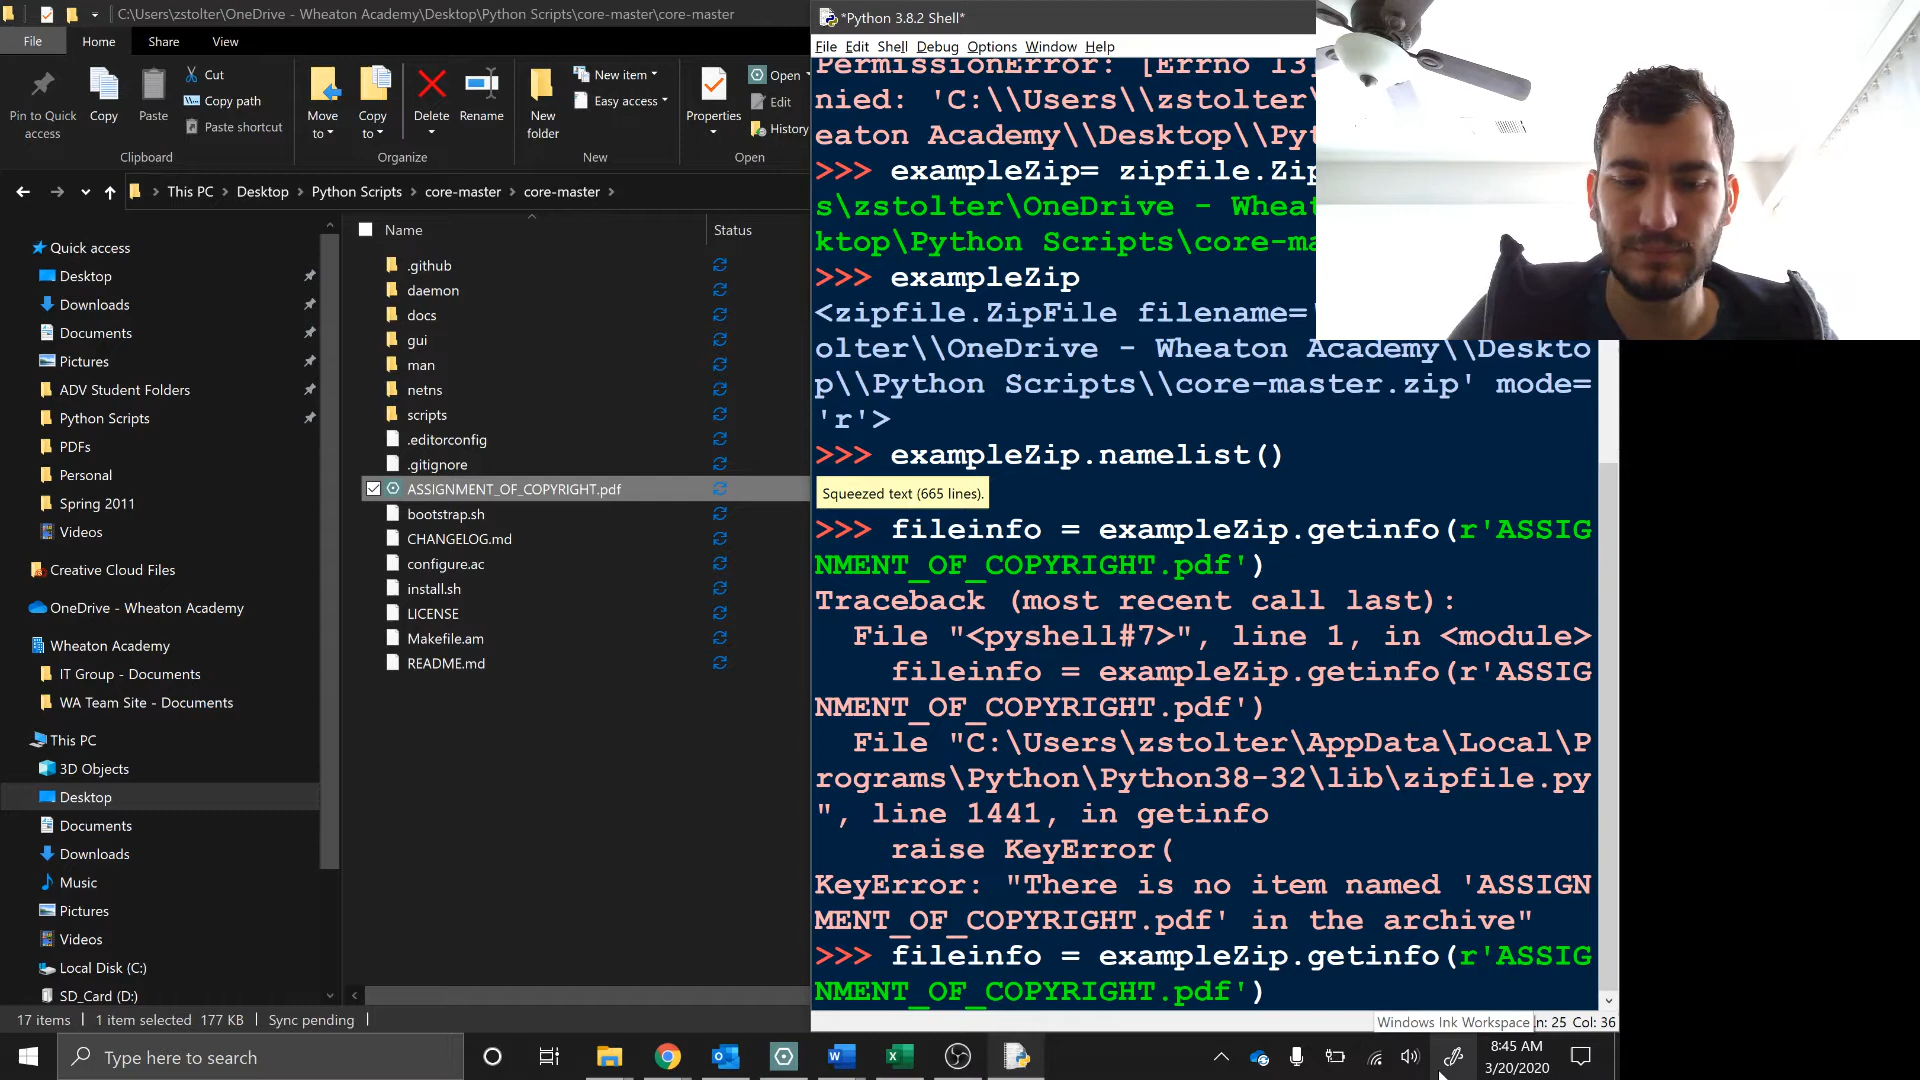 C:\Users\zstolter\OneDrive - Wheaton Academy\Desktop\Python Scripts\core-master\core-master
File Home Share View
Pin to Quick access
Copy
Paste
Cut
Copy path
Paste shortcut
Clipboard
Move to
Copy to
Delete
Rename
Organize
New folder
New item
Easy access
New
Properties
Open
Edit
History
Open
This PC Desktop Python Scripts core-master core-master
Quick access
Desktop
Downloads
Documents
Pictures
ADV Student Folders
Python Scripts
PDFs
Personal
Spring 2011
Videos
Creative Cloud Files
OneDrive - Wheaton Academy
Wheaton Academy
IT Group - Documents
WA Team Site - Documents
This PC
3D Objects
Desktop
Documents
Downloads
Music
Pictures
Videos
Local Disk (C:)
SD_Card (D:)
Name Status
.github
daemon
docs
gui
man
netns
scripts
.editorconfig
.gitignore
ASSIGNMENT_OF_COPYRIGHT.pdf
bootstrap.sh
CHANGELOG.md
configure.ac
install.sh
LICENSE
Makefile.am
README.md
17 items 1 item selected 177 KB Sync pending
*Python 3.8.2 Shell*
File Edit Shell Debug Options Window Help
PermissionError: [Errno 13]
nied: 'C:\\Users\\zstolter\
eaton Academy\\Desktop\\Pyt
>>> exampleZip= zipfile.Zip
s\zstolter\OneDrive - Wheat
ktop\Python Scripts\core-ma
>>> exampleZip
<zipfile.ZipFile filename='
olter\\OneDrive - Wheaton Academy\\Deskto
p\\Python Scripts\\core-master.zip' mode=
'r'>
>>> exampleZip.namelist()
Squeezed text (665 lines).
>>> fileinfo = exampleZip.getinfo(r'ASSIG
NMENT_OF_COPYRIGHT.pdf')
Traceback (most recent call last):
File "<pyshell#7>", line 1, in <module>
fileinfo = exampleZip.getinfo(r'ASSIG
NMENT_OF_COPYRIGHT.pdf')
File "C:\Users\zstolter\AppData\Local\P
rograms\Python\Python38-32\lib\zipfile.py
", line 1441, in getinfo
raise KeyError(
KeyError: "There is no item named 'ASSIGN
MENT_OF_COPYRIGHT.pdf' in the archive"
>>> fileinfo = exampleZip.getinfo(r'ASSIG
NMENT_OF_COPYRIGHT.pdf')
Windows Ink Workspace
Ln: 25 Col: 36
Type here to search
8:45 AM
3/20/2020